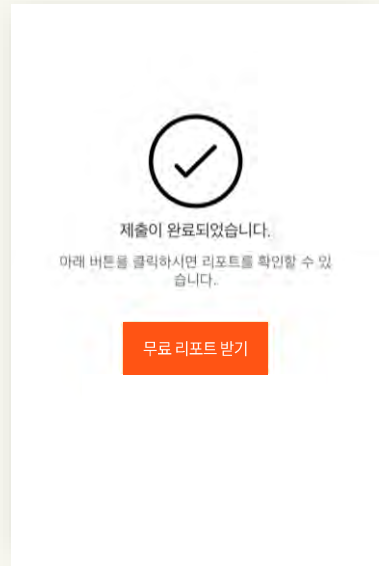 제출이 완료되었습니다.
아래 버튼을 클릭하시면 리포트를 확인할 수 있
습니다.
무료 리포트 받기